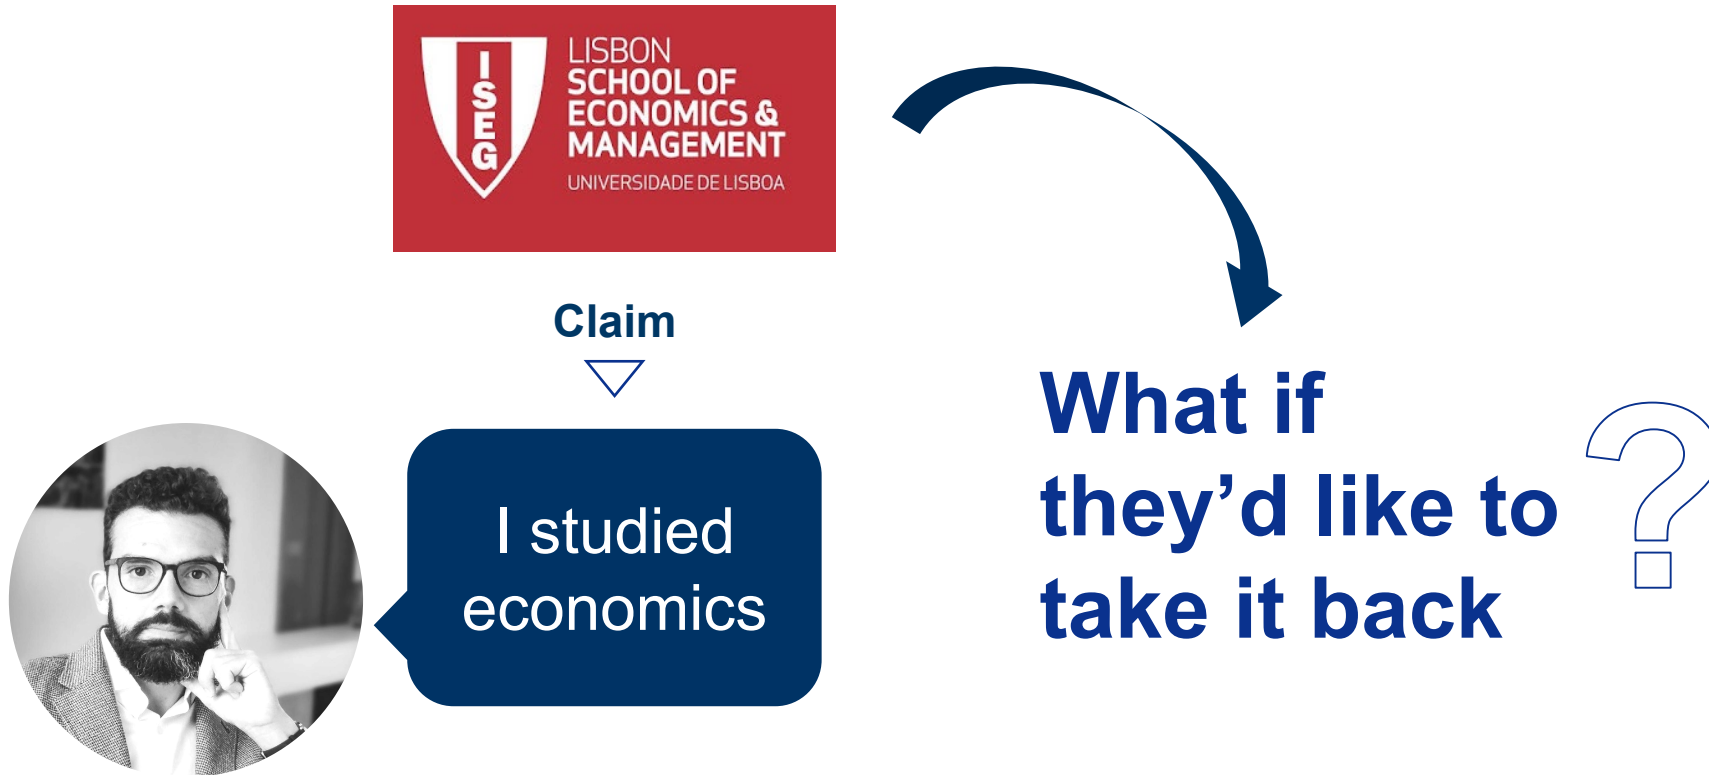 ISEG
LISBON
SCHOOL OF
ECONOMICS &
MANAGEMENT
UNIVERSIDADE DE LISBOA
Claim
I studied
economics
What if
they’d like to
take it back
?